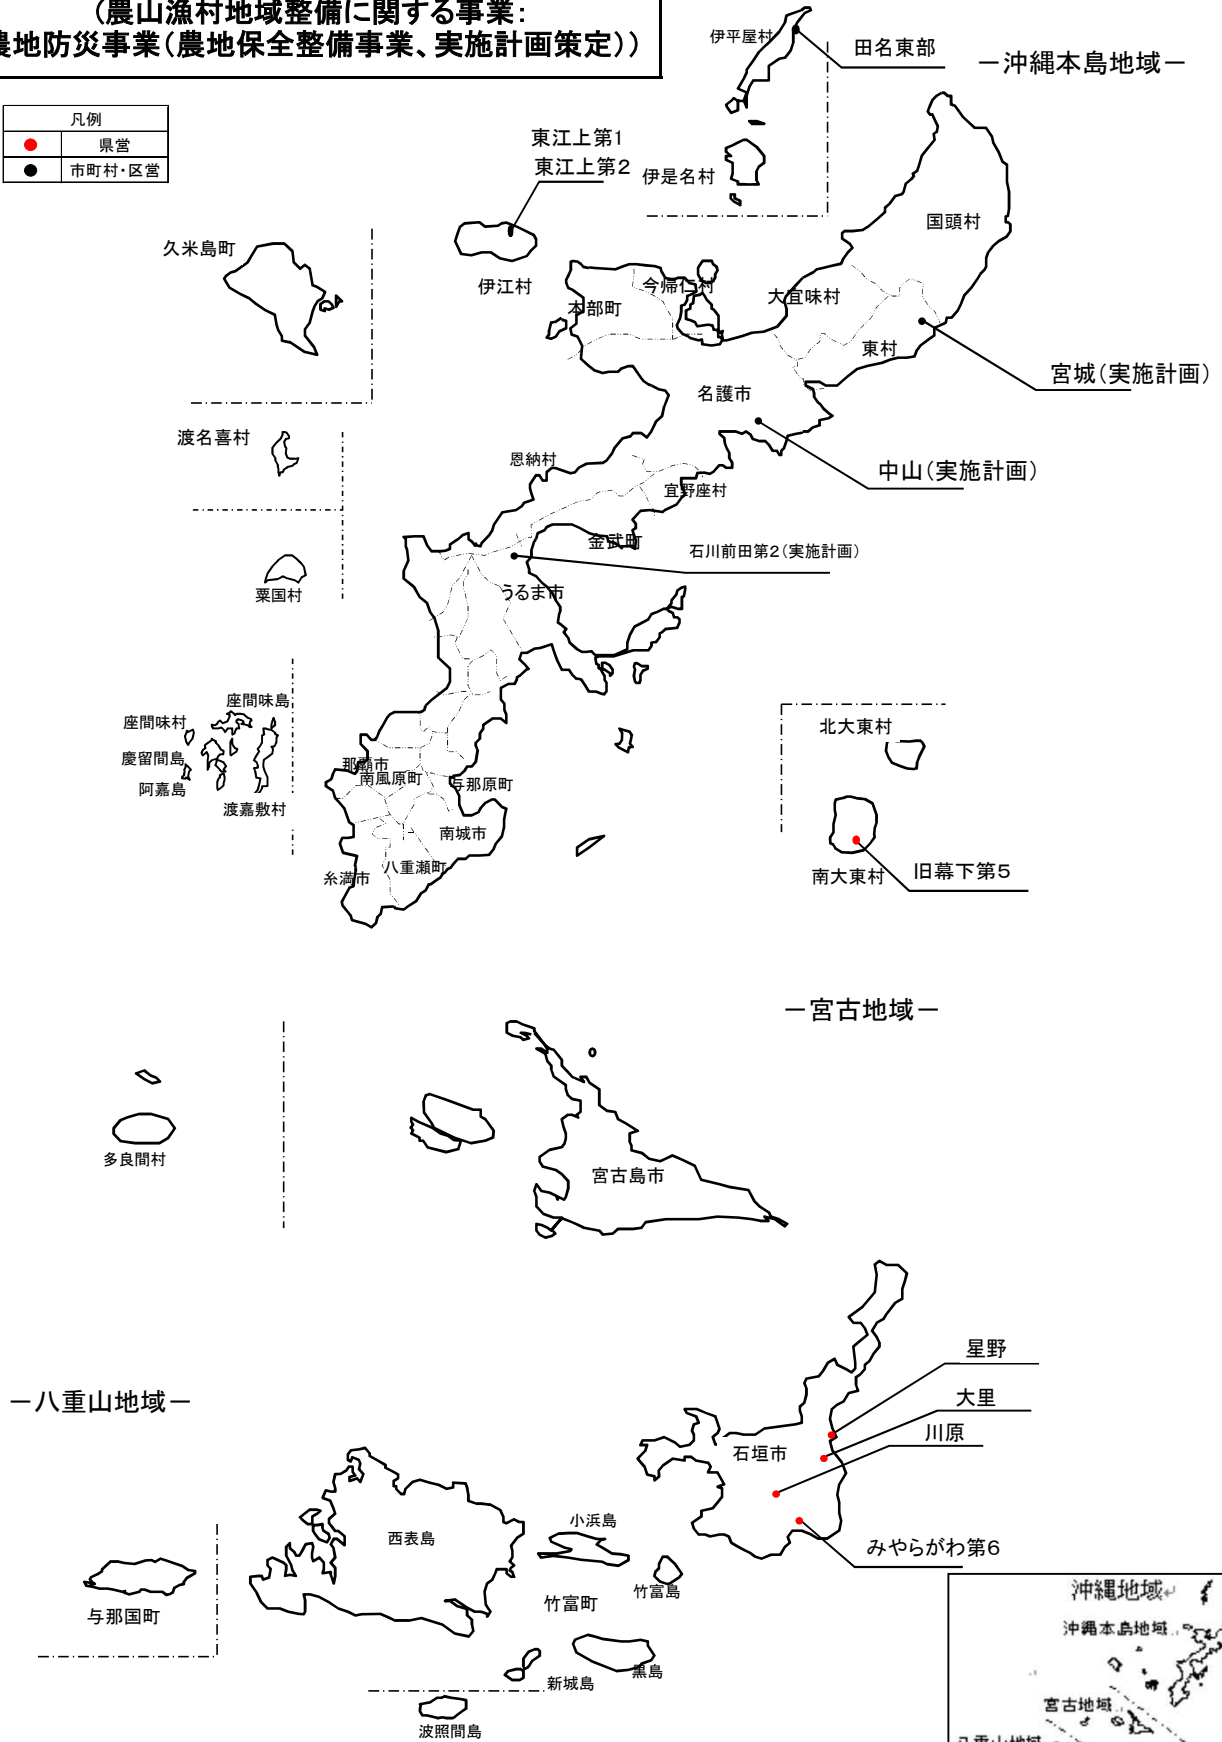 (農山漁村地域整備に関する事業：
農地防災事業(農地保全整備事業、実施計画策定))
凡例
県営
市町村・区営
伊平屋村
田名東部
－沖縄本島地域－
東江上第1
東江上第2
伊是名村
国頭村
久米島町
伊江村
今帰仁村
本部町
大宜味村
東村
宮城(実施計画)
名護市
渡名喜村
恩納村
中山(実施計画)
宜野座村
金武町
石川前田第2(実施計画)
うるま市
粟国村
座間味島
座間味村
慶留間島
阿嘉島
渡嘉敷村
北大東村
那覇市
南風原町
与那原町
南城市
八重瀬町
糸満市
南大東村
旧幕下第5
－宮古地域－
多良間村
宮古島市
－八重山地域－
星野
大里
川原
石垣市
小浜島
西表島
みやらがわ第6
竹富島
竹富町
与那国町
黒島
新城島
波照間島
沖縄地域
沖縄本島地域
宮古地域
八重山地域